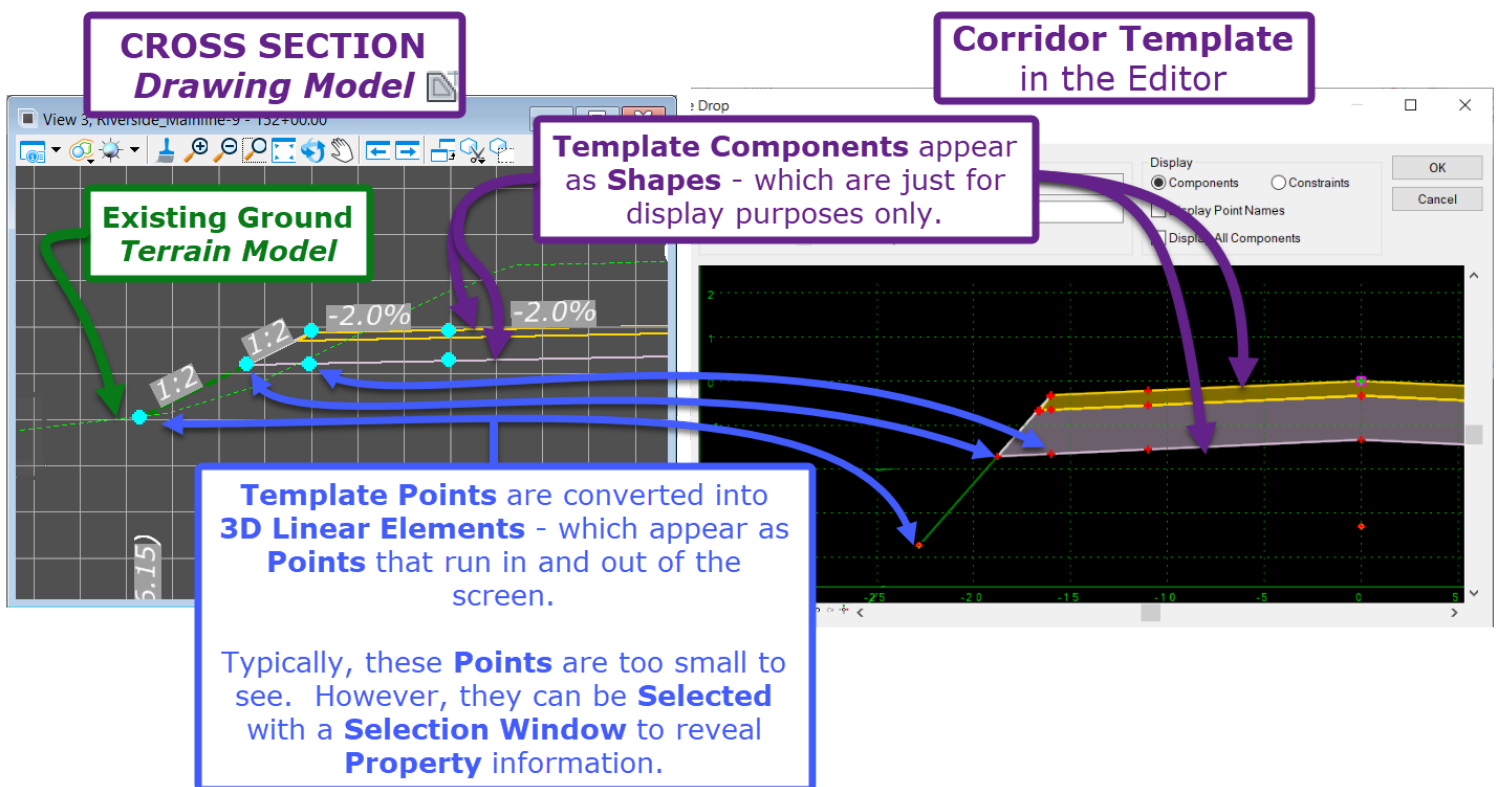 CROSS SECTION
Drawing Model
Corridor Template
in the Editor
View 3, Riverside_Mainline-9 - 152+00.00
Drop
Template Components appear
as Shapes - which are just for
display purposes only.
Display
Components
Constraints
Display Point Names
Display All Components
OK
Cancel
Existing Ground
Terrain Model
-2.0%
-2.0%
1:2
1:2
6.15)
2
1
0
-25
-20
-15
-10
-5
0
5
Template Points are converted into
3D Linear Elements - which appear as
Points that run in and out of the
screen.
Typically, these Points are too small to
see. However, they can be Selected
with a Selection Window to reveal
Property information.